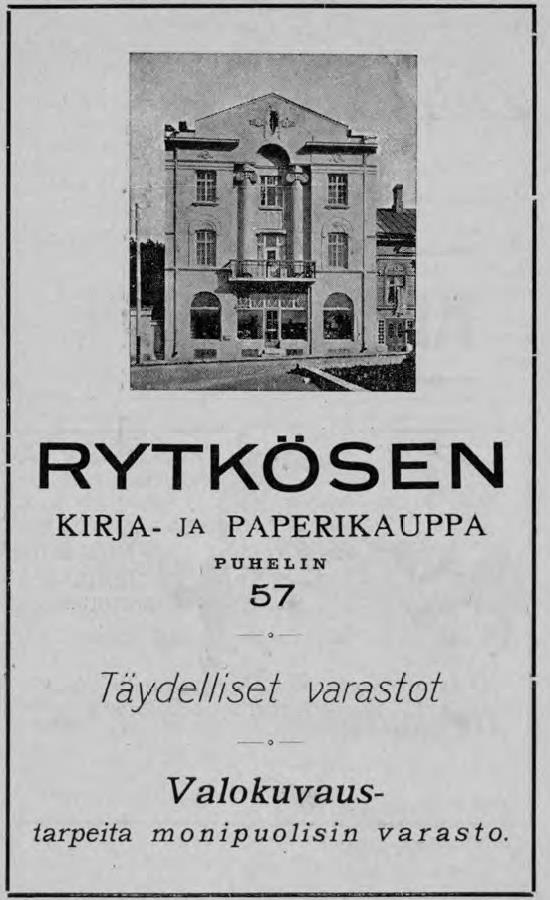 RYTKÖSEN
KIRJA- JA PAPERIKAUPPA
PUHELIN
57
Täydelliset varastot
Valokuvaus-
tarpeita monipuolisin varasto.